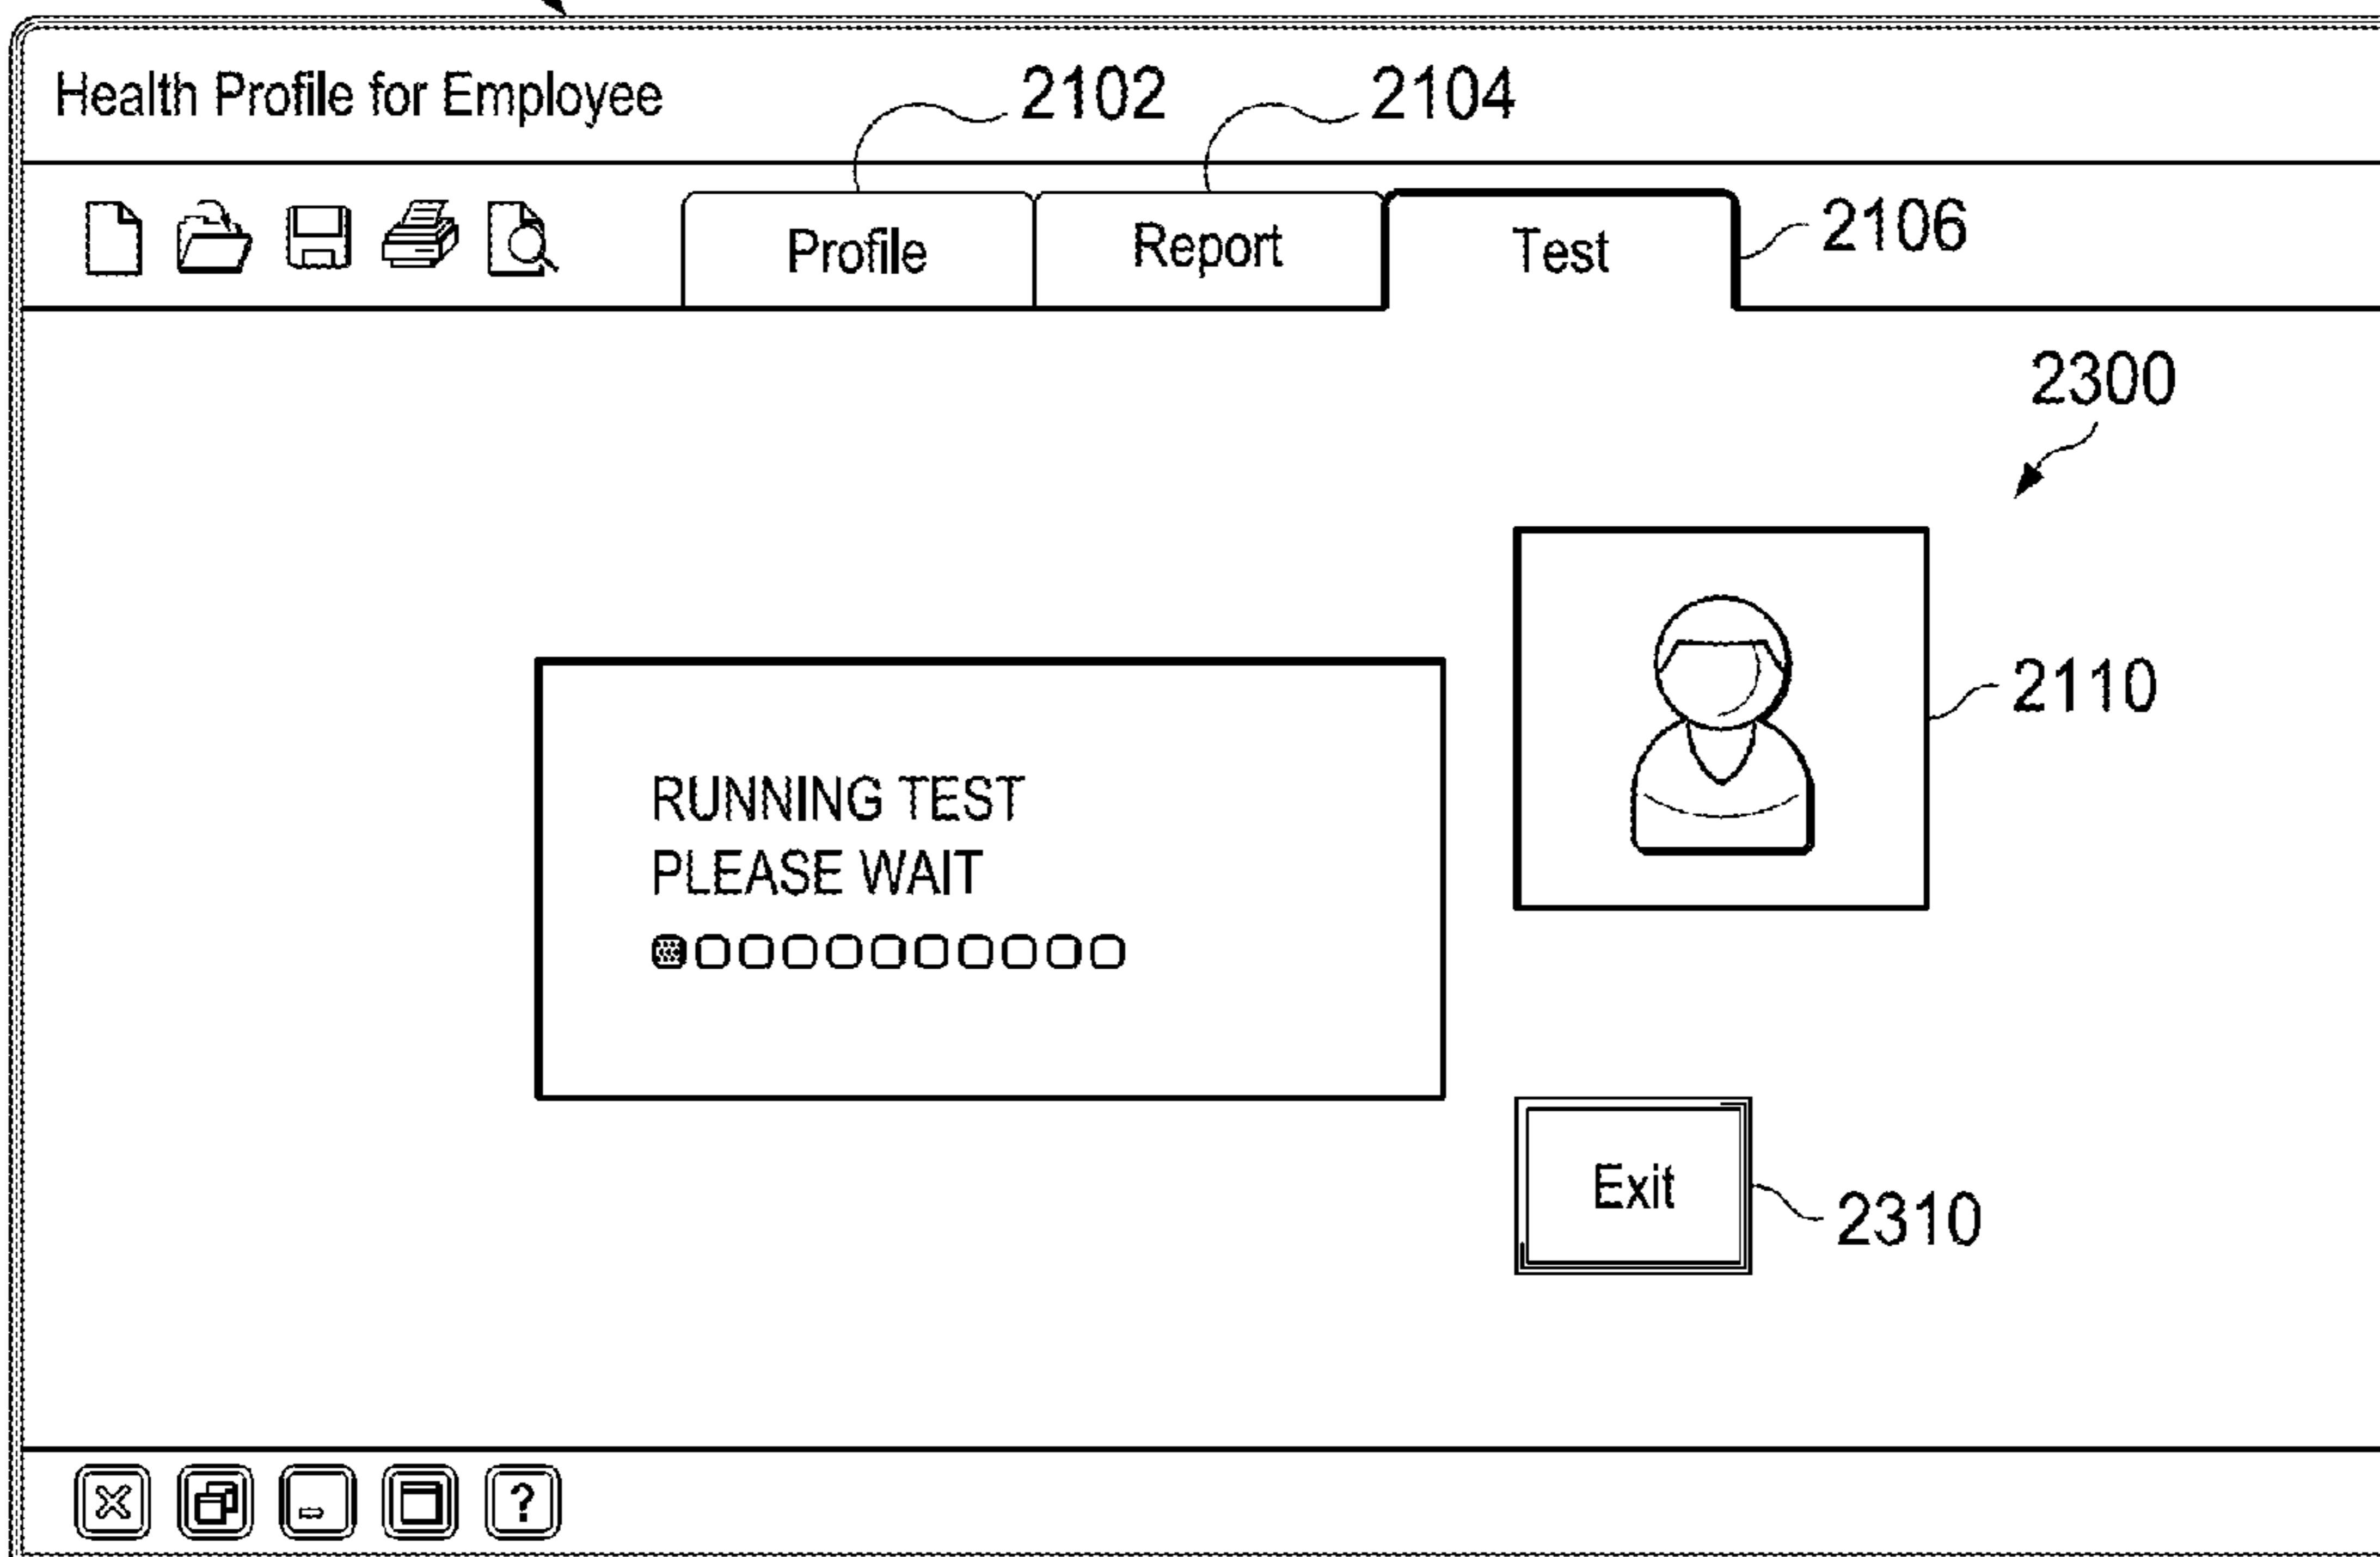 Health Profile for Employee
2102
2104
Profile
Report
Test
2106
2300
2110
RUNNING TEST
PLEASE WAIT
Exit
2310
?